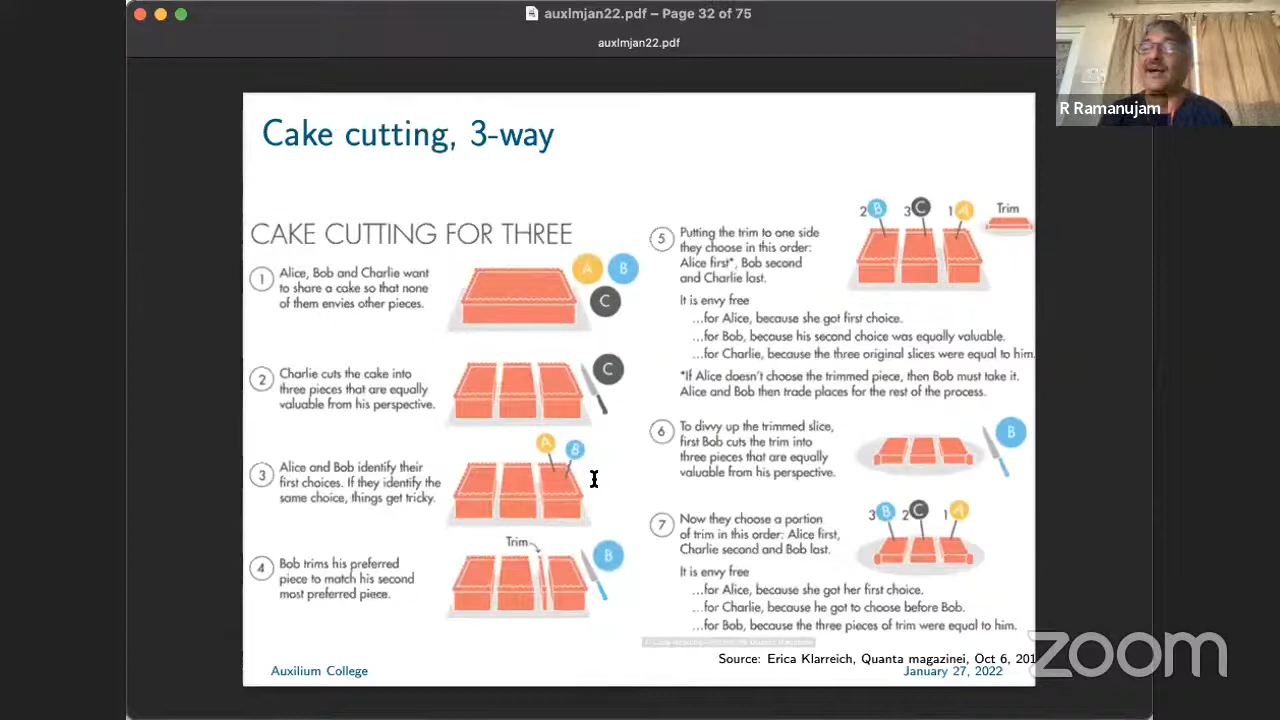 auxlmjan22.pdf – Page 32 of 75
auxlmjan22.pdf
R Ramanujam
Cake cutting, 3-way
CAKE CUTTING FOR THREE
1 Alice, Bob and Charlie want
to share a cake so that none
of them envies other pieces.
A B
C
2 Charlie cuts the cake into
three pieces that are equally
valuable from his perspective.
C
3 Alice and Bob identify their
first choices. If they identify the
same choice, things get tricky.
A B
4 Bob trims his preferred
piece to match his second
most preferred piece.
Trim
B
5 Putting the trim to one side
they choose in this order:
Alice first*, Bob second
and Charlie last.
2 B 3 C 1 A Trim
It is envy free
...for Alice, because she got first choice.
...for Bob, because his second choice was equally valuable.
...for Charlie, because the three original slices were equal to him.
*If Alice doesn't choose the trimmed piece, then Bob must take it.
Alice and Bob then trade places for the rest of the process.
6 To divvy up the trimmed slice,
first Bob cuts the trim into
three pieces that are equally
valuable from his perspective.
B
7 Now they choose a portion
of trim in this order: Alice first,
Charlie second and Bob last.
3 B 2 C 1 A
It is envy free
...for Alice, because she got her first choice.
...for Charlie, because he got to choose before Bob.
...for Bob, because the three pieces of trim were equal to him.
Source: Erica Klarreich, Quanta magazinei, Oct 6, 201
Auxilium College
January 27, 2022
zoom